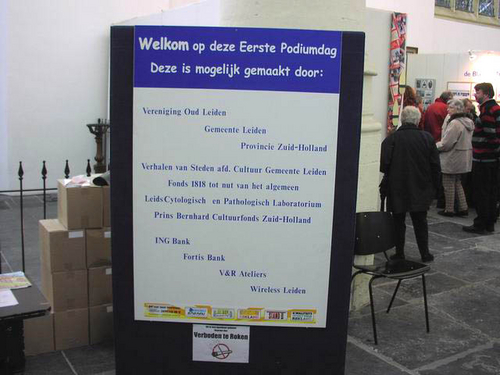 Welkom op deze Eerste Podiumdag
Deze is mogelijk gemaakt door:
Vereniging Oud Leiden
Gemeente Leiden
Provincie Zuid-Holland
Verhalen van Steden afd. Cultuur Gemeente Leiden
Fonds 1818 tot nut van het algemeen
LeidsCytologisch en Pathologisch Laboratorium
Prins Bernhard Cultuurfonds Zuid-Holland
ING Bank
Fortis Bank
V&R Ateliers
Wireless Leiden
Verboden te Roken